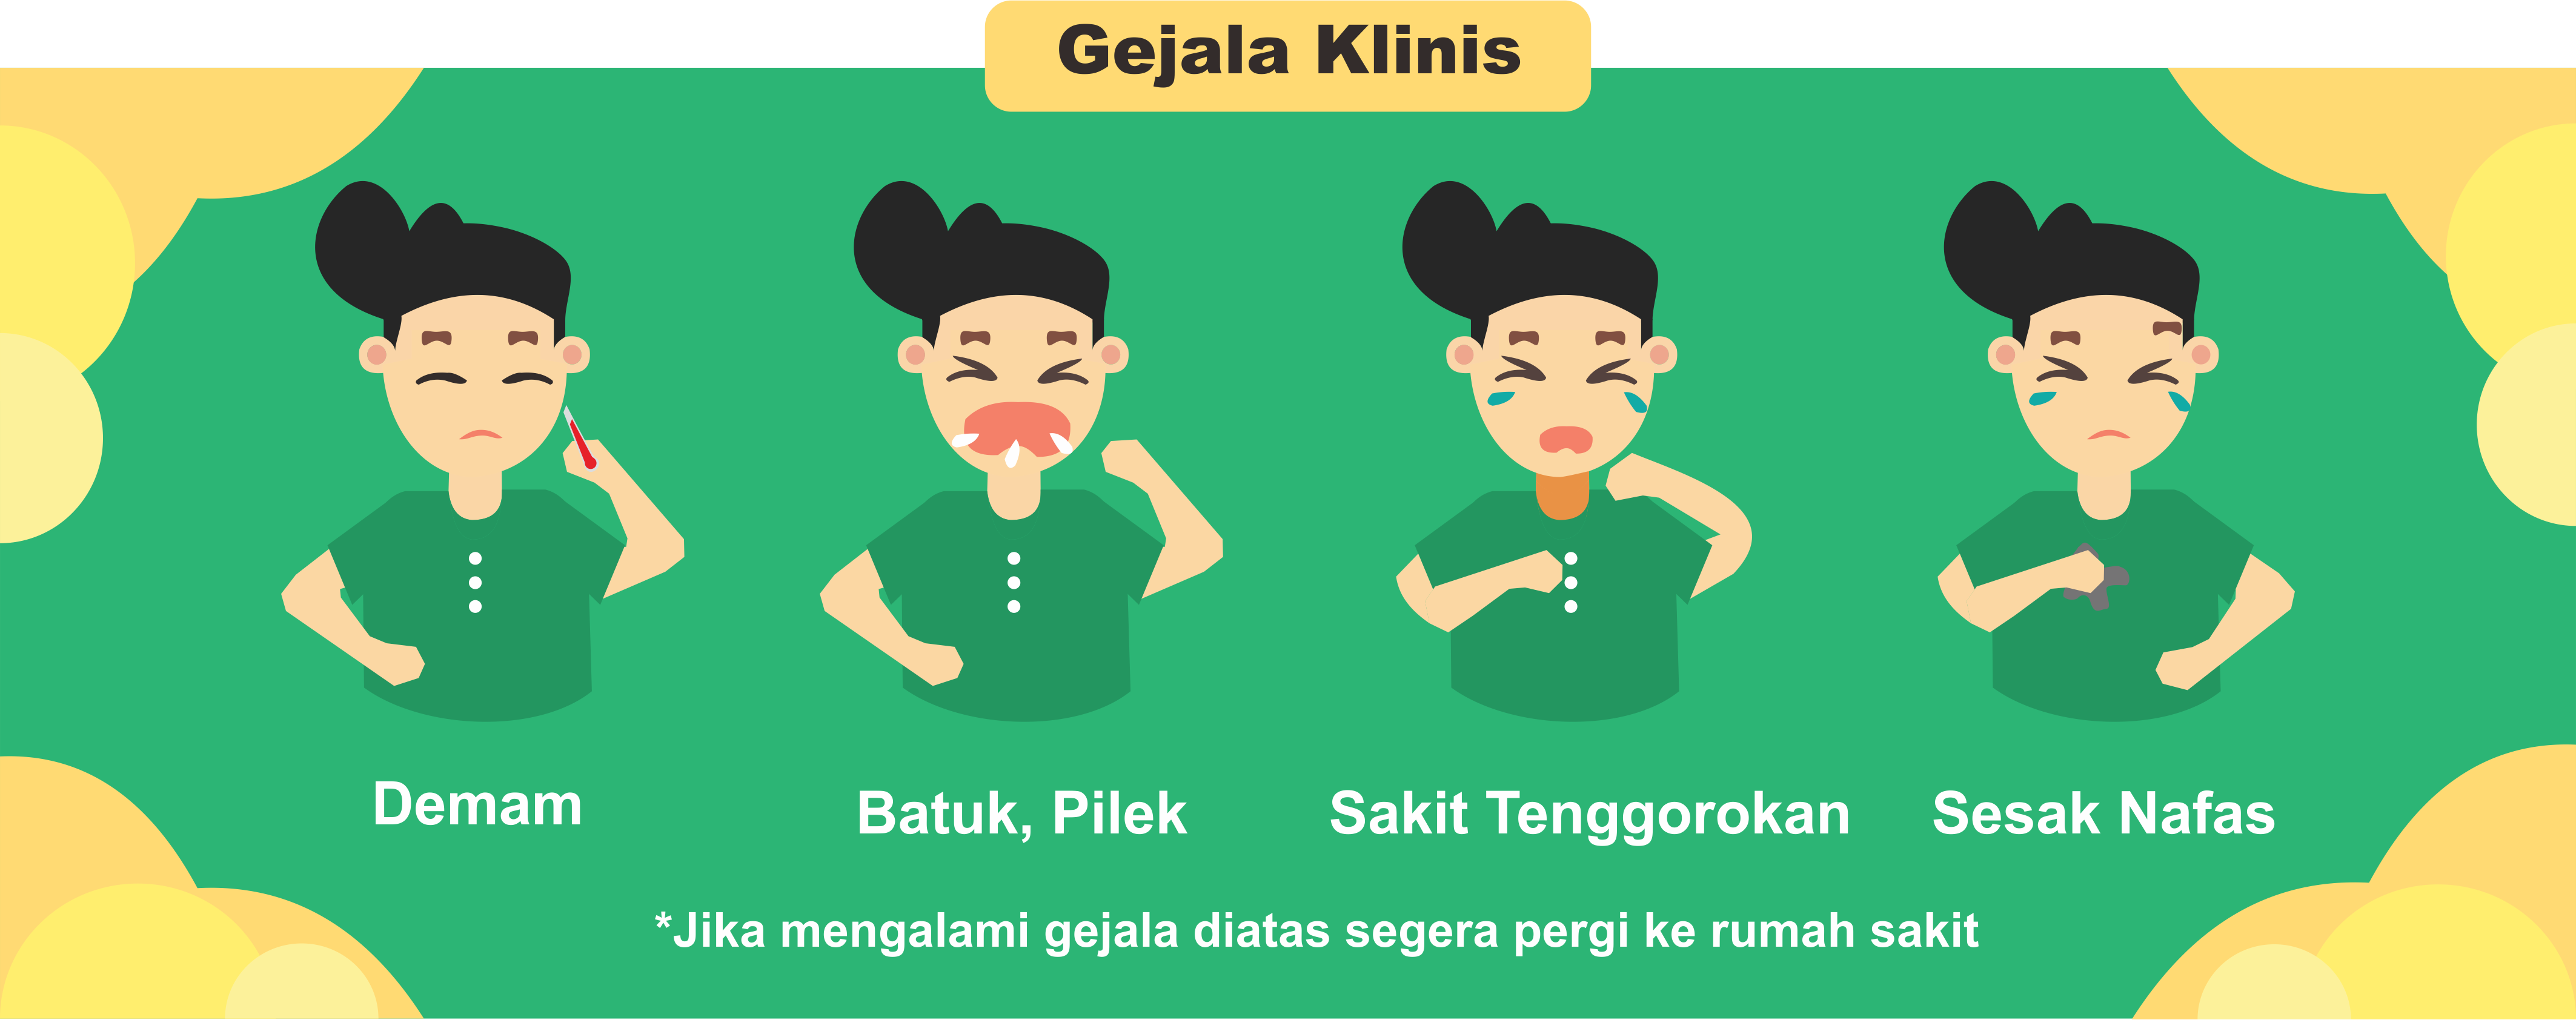 Gejala Klinis
Demam
Batuk, Pilek
Sakit Tenggorokan
Sesak Nafas
*Jika mengalami gejala diatas segera pergi ke rumah sakit